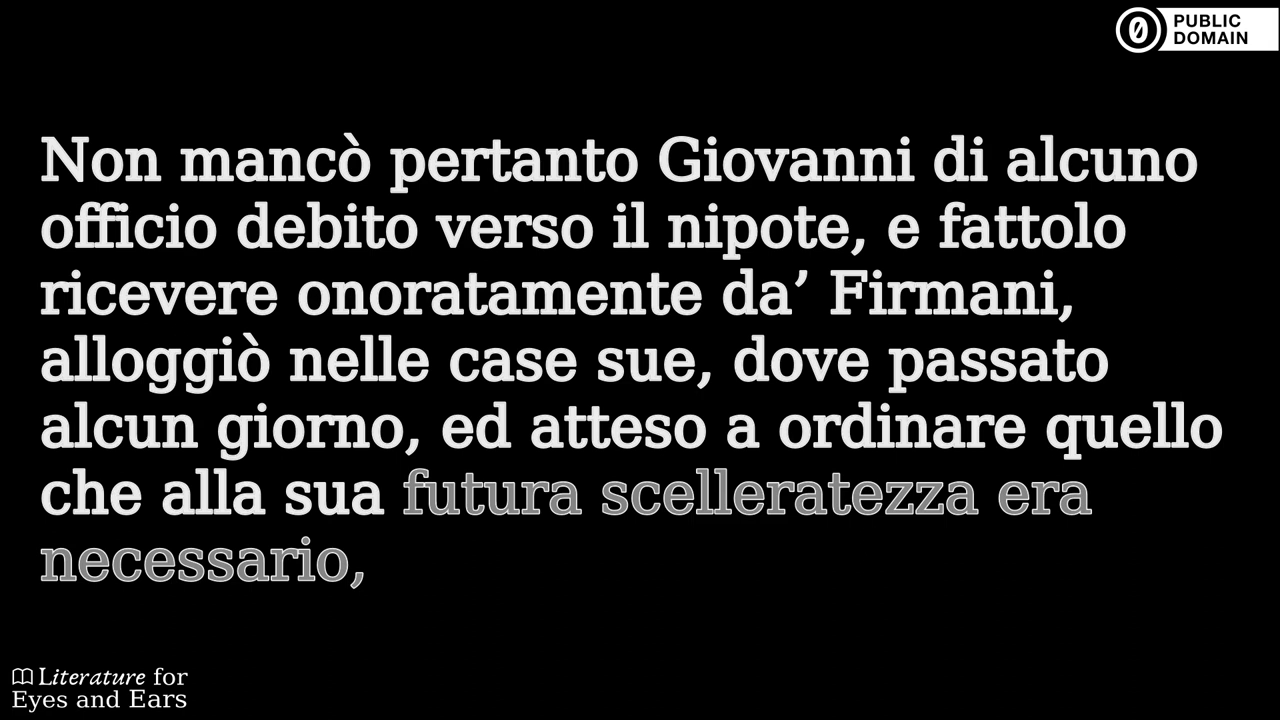 PUBLIC
DOMAIN
Non mancò pertanto Giovanni di alcuno
officio debito verso il nipote, e fattolo
ricevere onoratamente da’ Firmani,
alloggiò nelle case sue, dove passato
alcun giorno, ed atteso a ordinare quello
che alla sua futura scelleratezza era
necessario,
Literature for
Eyes and Ears